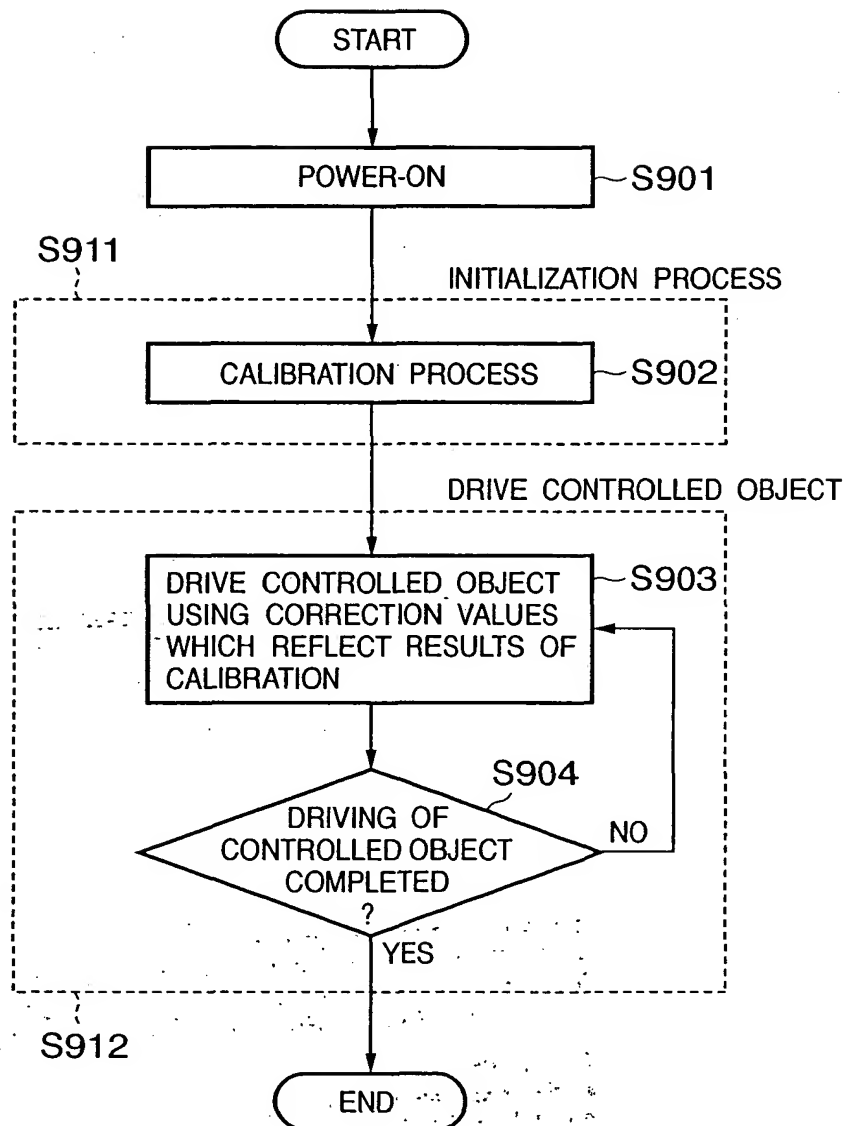 START
POWER-ON
S901
S911
INITIALIZATION PROCESS
CALIBRATION PROCESS
S902
DRIVE CONTROLLED OBJECT
DRIVE CONTROLLED OBJECT
USING CORRECTION VALUES
WHICH REFLECT RESULTS OF
CALIBRATION
S903
S904
DRIVING OF
CONTROLLED OBJECT
COMPLETED
?
NO
YES
S912
END